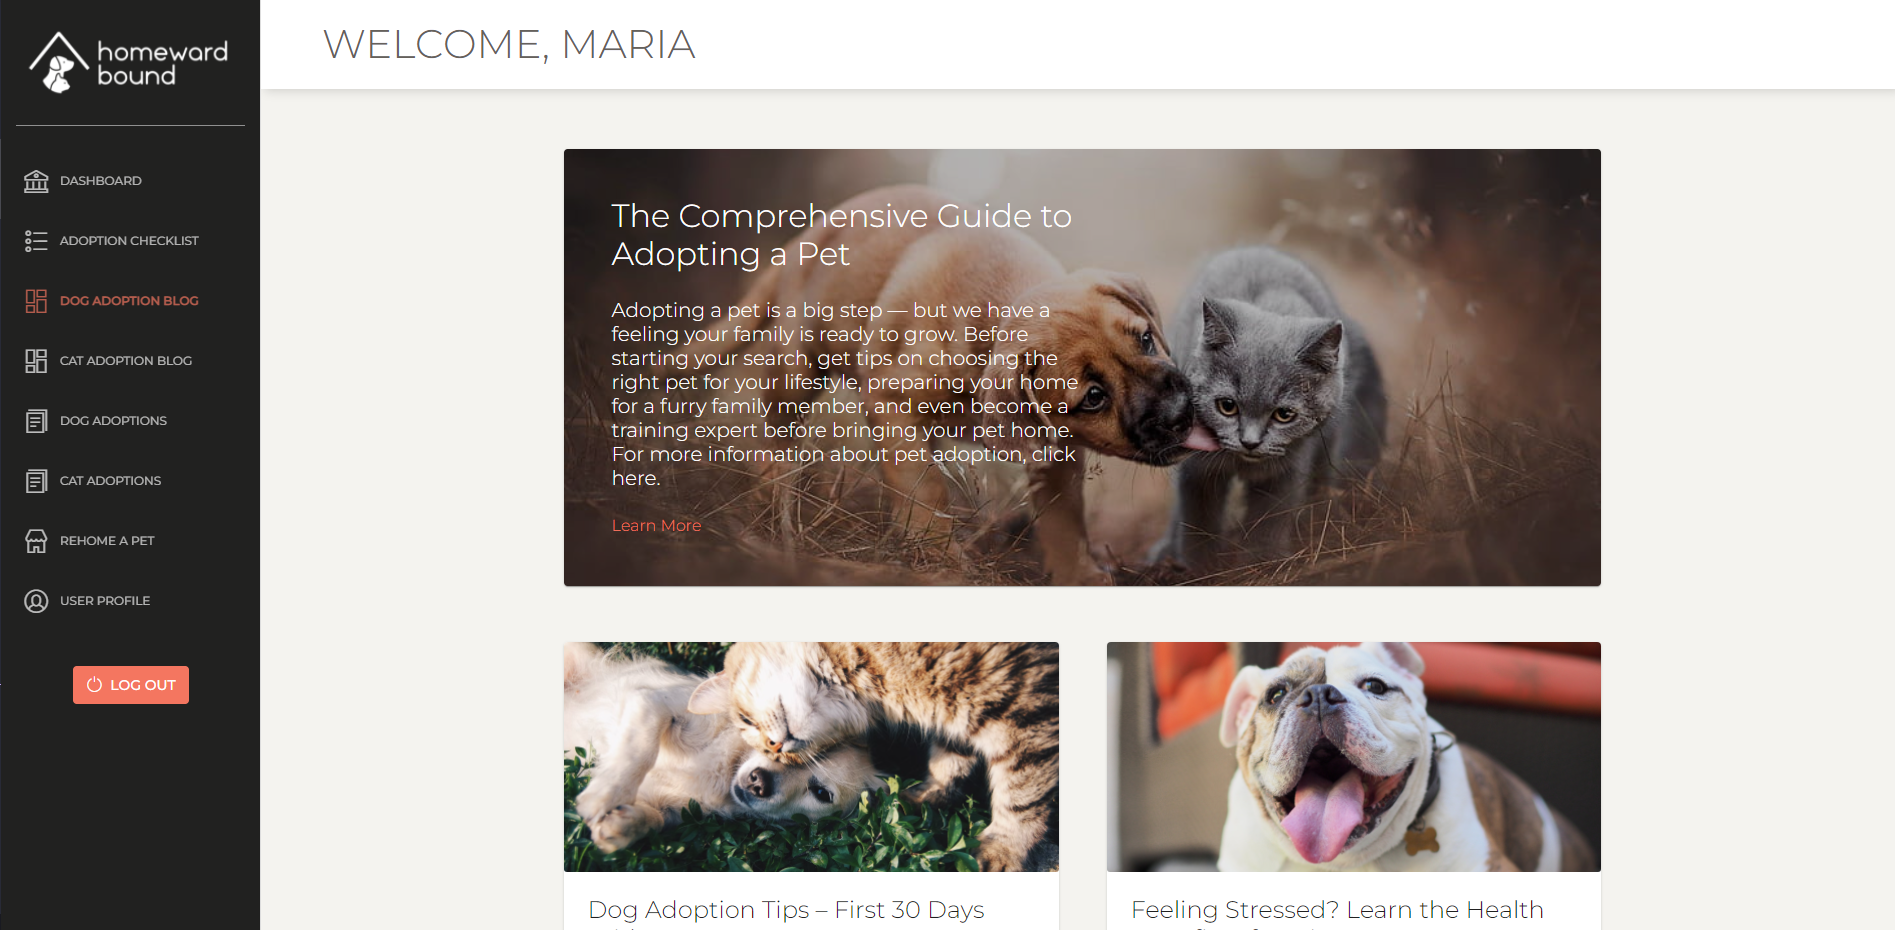 homeward
bound
WELCOME, MARIA
DASHBOARD
ADOPTION CHECKLIST
DOG ADOPTION BLOG
CAT ADOPTION BLOG
DOG ADOPTIONS
CAT ADOPTIONS
REHOME A PET
USER PROFILE
LOG OUT
The Comprehensive Guide to
Adopting a Pet
Adopting a pet is a big step — but we have a
feeling your family is ready to grow. Before
starting your search, get tips on choosing the
right pet for your lifestyle, preparing your home
for a furry family member, and even become a
training expert before bringing your pet home.
For more information about pet adoption, click
here.
Learn More
Dog Adoption Tips – First 30 Days
Feeling Stressed? Learn the Health